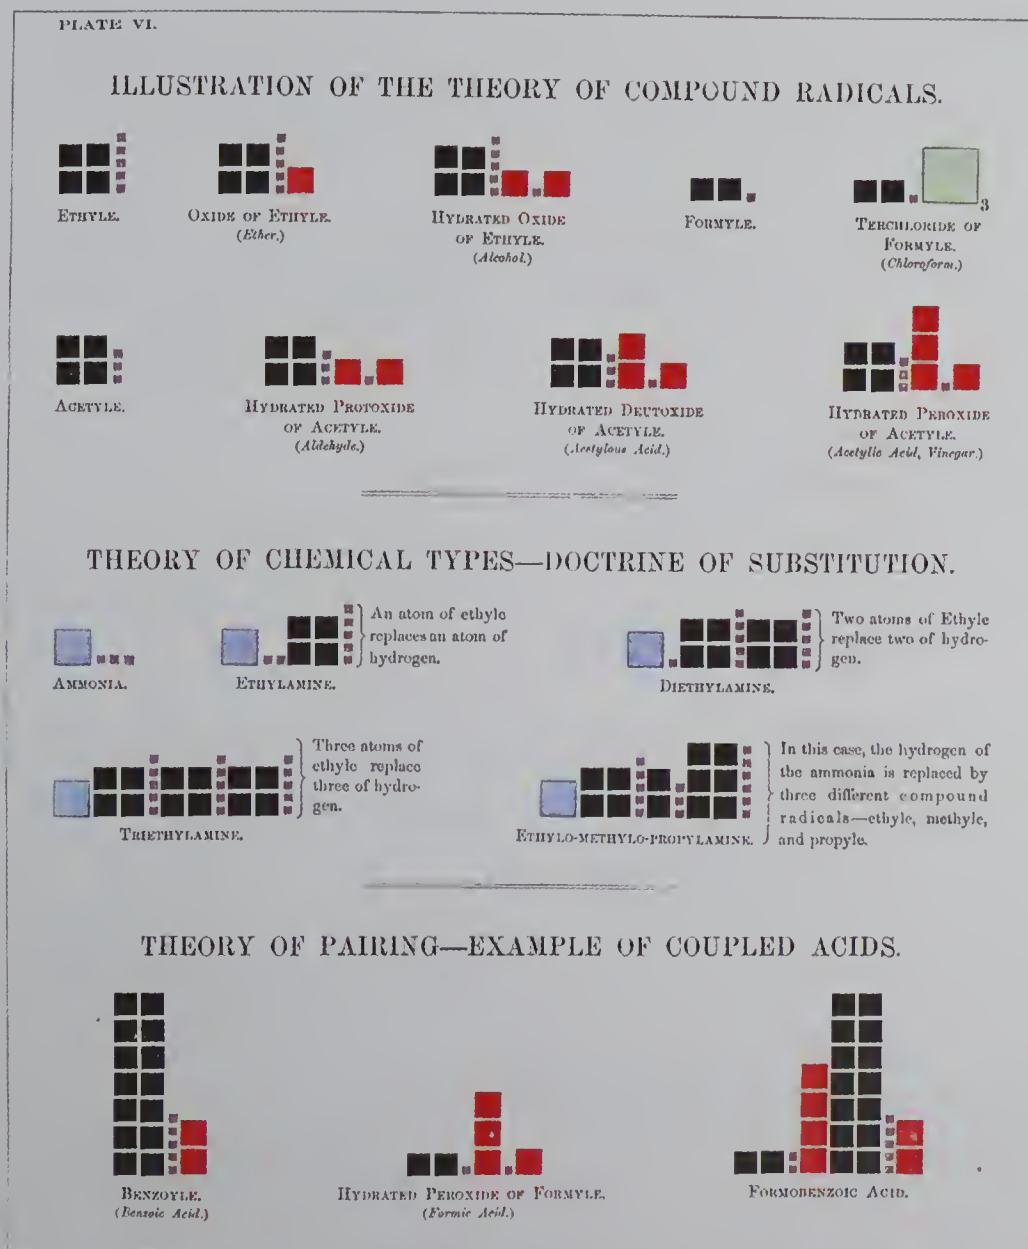 PLATE VI.
ILLUSTRATION OF THE THEORY OF COMPOUND RADICALS.
ETHYLE.
OXIDE OF ETHYLE.
(Ether.)
HYDRATED OXIDE
OF ETHYLE.
(Alcohol.)
FORMYLE.
3
TERCHLORIDE OF
FORMYLE.
(Chloroform.)
ACETYLE.
HYDRATED PROTOXIDE
OF ACETYLE.
(Aldehyde.)
HYDRATED DEUTOXIDE
OF ACETYLE.
(Acetylous Acid.)
HYDRATED PEROXIDE
OF ACETYLE.
(Acetylic Acid, Vinegar.)
THEORY OF CHEMICAL TYPES—DOCTRINE OF SUBSTITUTION.
AMMONIA.
ETHYLAMINE.
An atom of ethyle
replaces an atom of
hydrogen.
DIETHYLAMINE.
Two atoms of Ethyle
replace two of hydro-
gen.
TRIETHYLAMINE.
Three atoms of
ethyle replace
three of hydro-
gen.
ETHYLO-METHYLO-PROPYLAMINE.
In this case, the hydrogen of
the ammonia is replaced by
three different compound
radicals—ethyle, methyle,
and propyle.
THEORY OF PAIRING—EXAMPLE OF COUPLED ACIDS.
BENZOYLE.
(Benzoic Acid.)
HYDRATED PEROXIDE OF FORMYLE.
(Formic Acid.)
FORMOBENZOIC ACID.